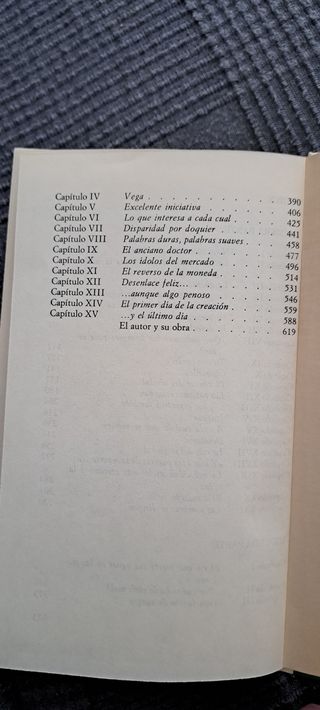 Capítulo IV Vega . . . . . . . . . . . 390
Capítulo V Excelente iniciativa . . . . . . 406
Capítulo VI Lo que interesa a cada cual . . . . 425
Capítulo VII Disparidad por doquier . . . . . 441
Capítulo VIII Palabras duras, palabras suaves . . . 458
Capítulo IX El anciano doctor . . . . . . . 477
Capítulo X Los ídolos del mercado . . . . . 496
Capítulo XI El reverso de la moneda . . . . . 514
Capítulo XII Desenlace feliz... . . . . . . . 531
Capítulo XIII ...aunque algo penoso . . . . . 546
Capítulo XIV El primer día de la creación . . . . 559
Capítulo XV ...y el último día . . . . . . . 588
El autor y su obra . . . . . . . 619